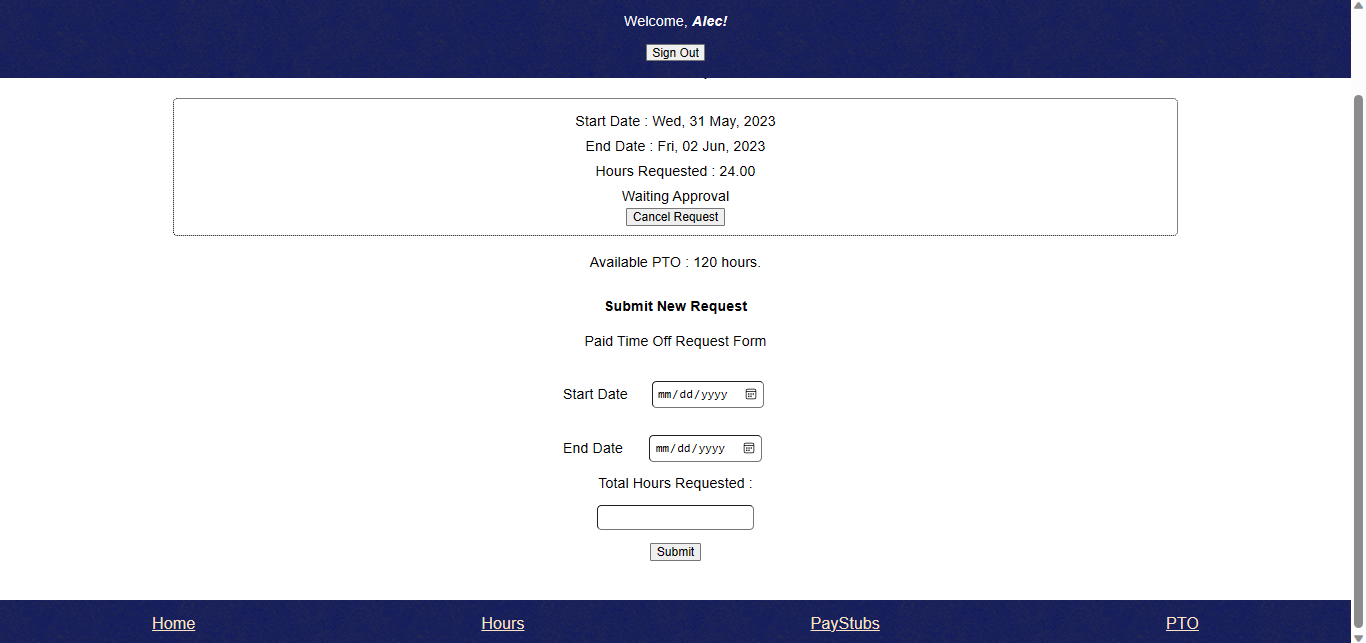 Welcome, Alec!
Sign Out
Start Date : Wed, 31 May, 2023
End Date : Fri, 02 Jun, 2023
Hours Requested : 24.00
Waiting Approval
Cancel Request
Available PTO : 120 hours.
Submit New Request
Paid Time Off Request Form
Start Date mm/dd/yyyy
End Date mm/dd/yyyy
Total Hours Requested :
Submit
Home Hours PayStubs PTO